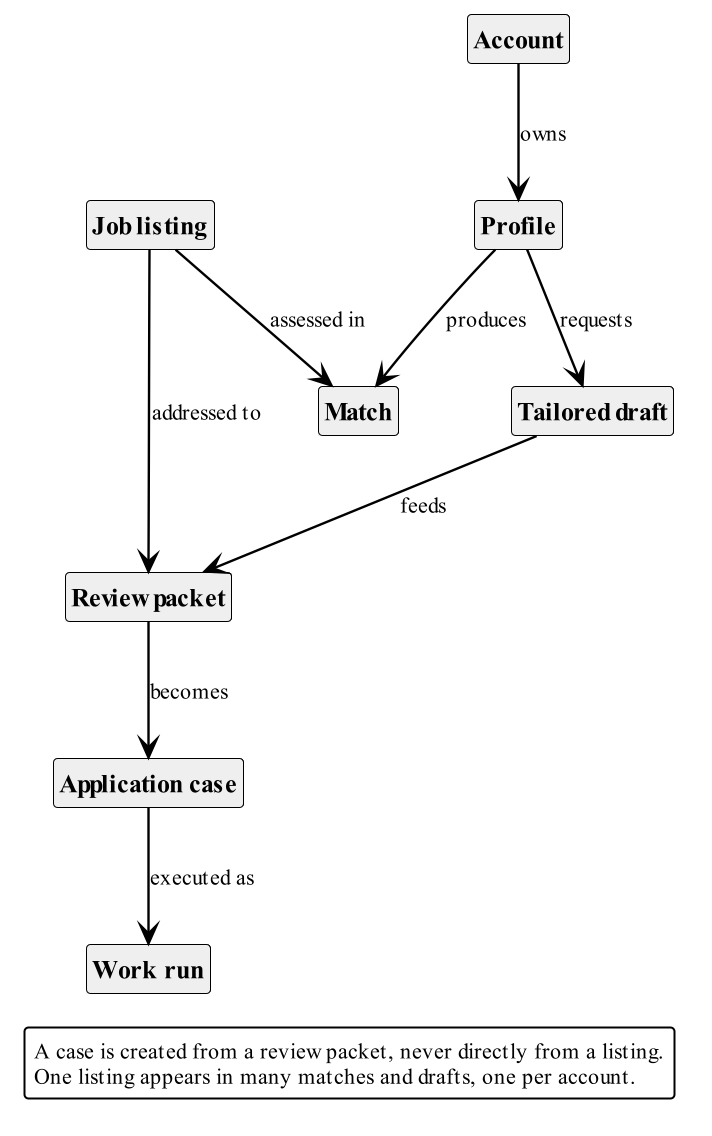 Account
owns
Job listing
Profile
assessed in
produces
requests
addressed to
Match
Tailored draft
feeds
Review packet
becomes
Application case
executed as
Work run
A case is created from a review packet, never directly from a listing.
One listing appears in many matches and drafts, one per account.